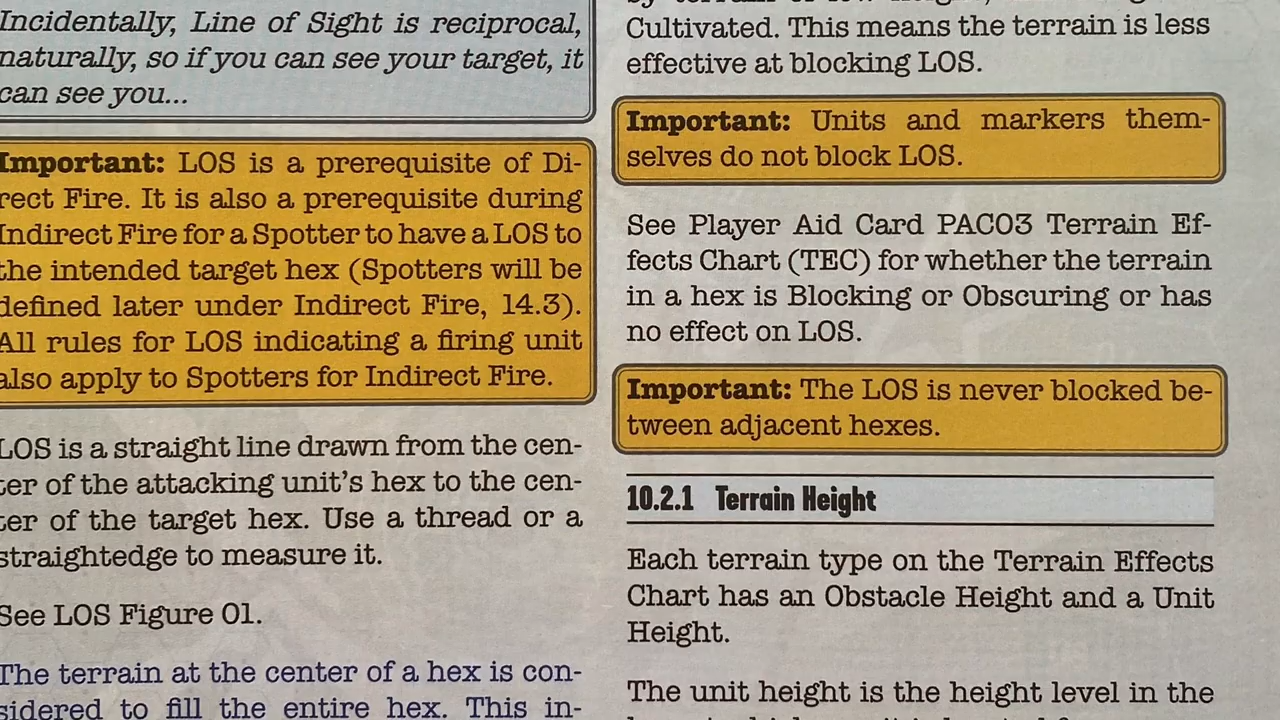 Incidentally, Line of Sight is reciprocal,
naturally, so if you can see your target, it
can see you...
Important: LOS is a prerequisite of Di-
rect Fire. It is also a prerequisite during
Indirect Fire for a Spotter to have a LOS to
the intended target hex (Spotters will be
defined later under Indirect Fire, 14.3).
All rules for LOS indicating a firing unit
also apply to Spotters for Indirect Fire.
LOS is a straight line drawn from the cen-
ter of the attacking unit's hex to the cen-
ter of the target hex. Use a thread or a
straightedge to measure it.
See LOS Figure 01.
The terrain at the center of a hex is con-
sidered to fill the entire hex. This in-
Cultivated. This means the terrain is less
effective at blocking LOS.
Important: Units and markers them-
selves do not block LOS.
See Player Aid Card PAC03 Terrain Ef-
fects Chart (TEC) for whether the terrain
in a hex is Blocking or Obscuring or has
no effect on LOS.
Important: The LOS is never blocked be-
tween adjacent hexes.
10.2.1 Terrain Height
Each terrain type on the Terrain Effects
Chart has an Obstacle Height and a Unit
Height.
The unit height is the height level in the